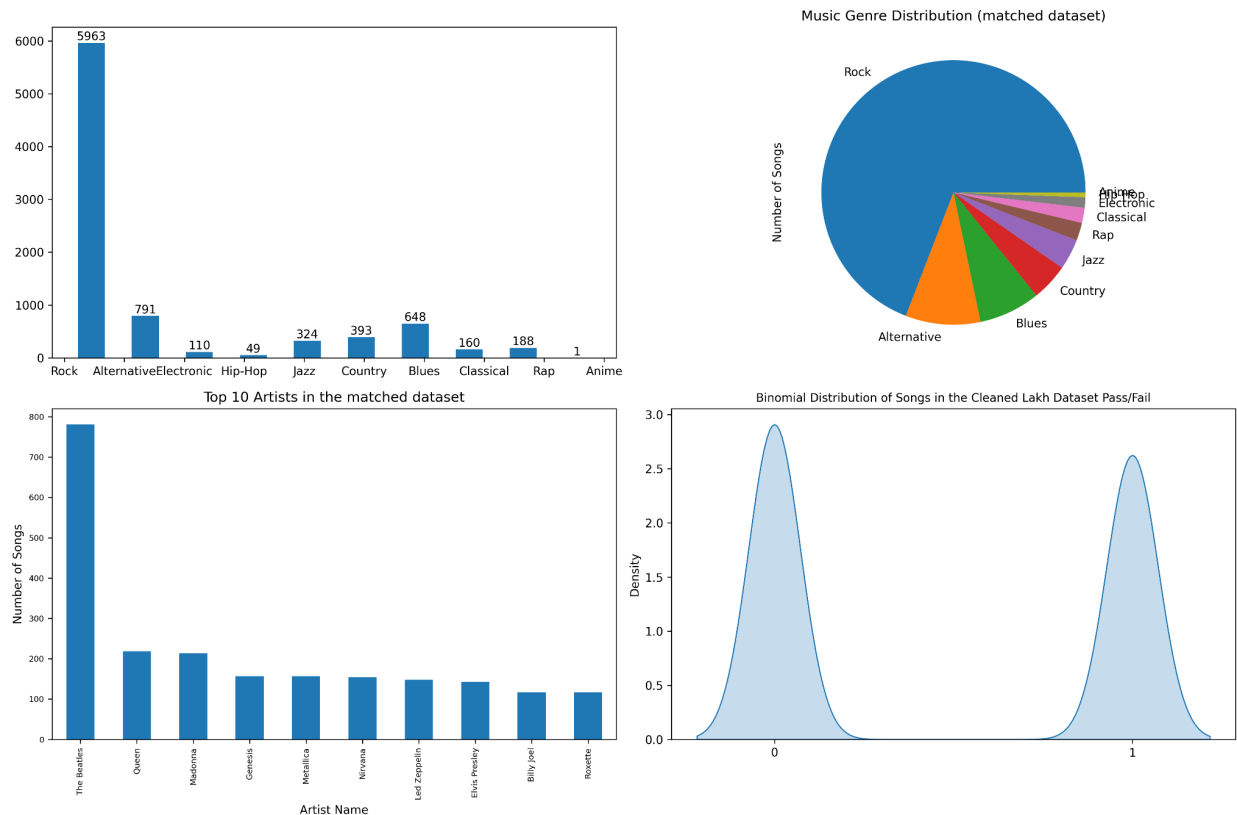 5963
6000
5000
4000
3000
2000
1000
0
791
110
49
324
393
648
160
188
1
Rock Alternative Electronic Hip-Hop Jazz Country Blues Classical Rap Anime
Music Genre Distribution (matched dataset)
Number of Songs
Rock
Alternative
Blues
Country
Jazz
Rap
Classical
Electronic
Hip-Hop
Anime
Top 10 Artists in the matched dataset
Number of Songs
800
700
600
500
400
300
200
100
0
The Beatles
Queen
Madonna
Genesis
Metallica
Nirvana
Led Zeppelin
Elvis Presley
Billy Joel
Roxette
Artist Name
Binomial Distribution of Songs in the Cleaned Lakh Dataset Pass/Fail
Density
3.0
2.5
2.0
1.5
1.0
0.5
0.0
0 1